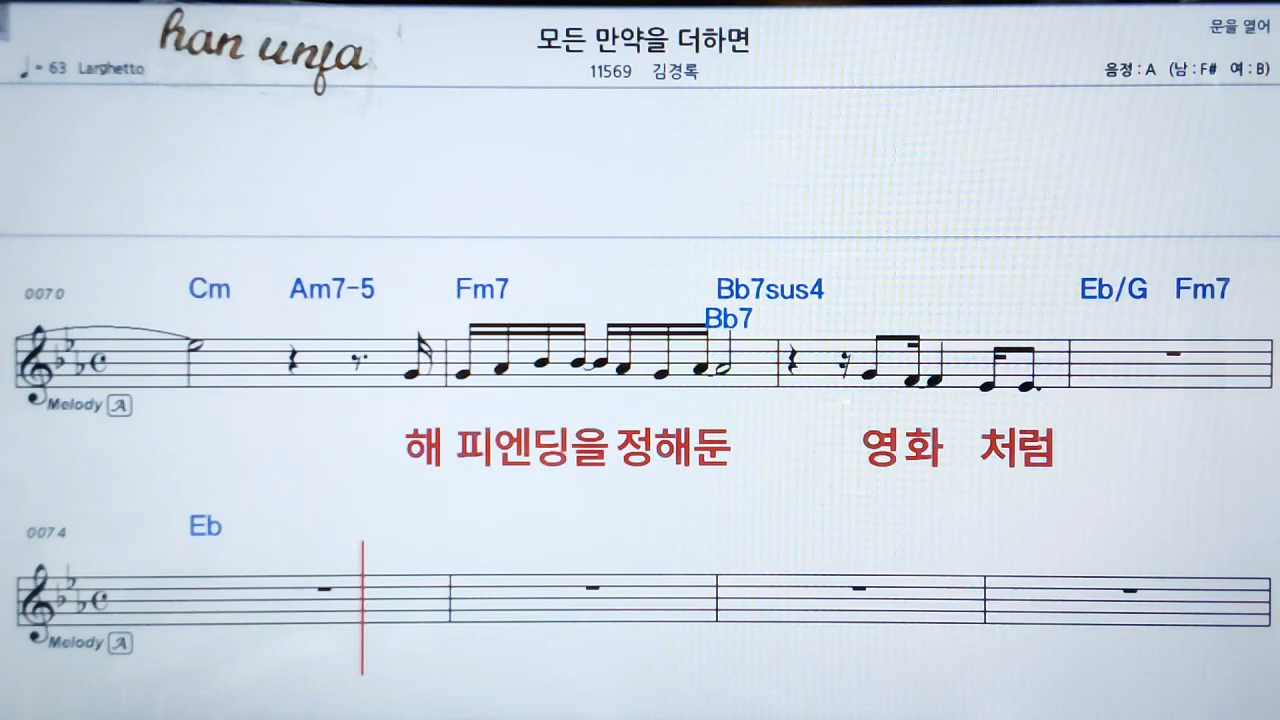 han unfa
모든 만약을 더하면
문을 열어
♩= 63 Larghetto
11569 김경록
음정 : A (남 : F# 여 : B)
0070
Cm Am7-5 Fm7 Bb7sus4 Eb/G Fm7
Bb7
Melody A
해 피엔딩을 정해둔 영화 처럼
0074
Eb
Melody A